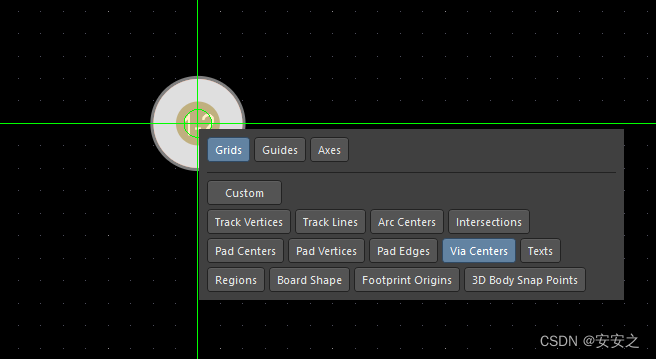 Grids Guides Axes
Custom
Track Vertices Track Lines Arc Centers Intersections
Pad Centers Pad Vertices Pad Edges Via Centers Texts
Regions Board Shape Footprint Origins 3D Body Snap Points
CSDN @安安之